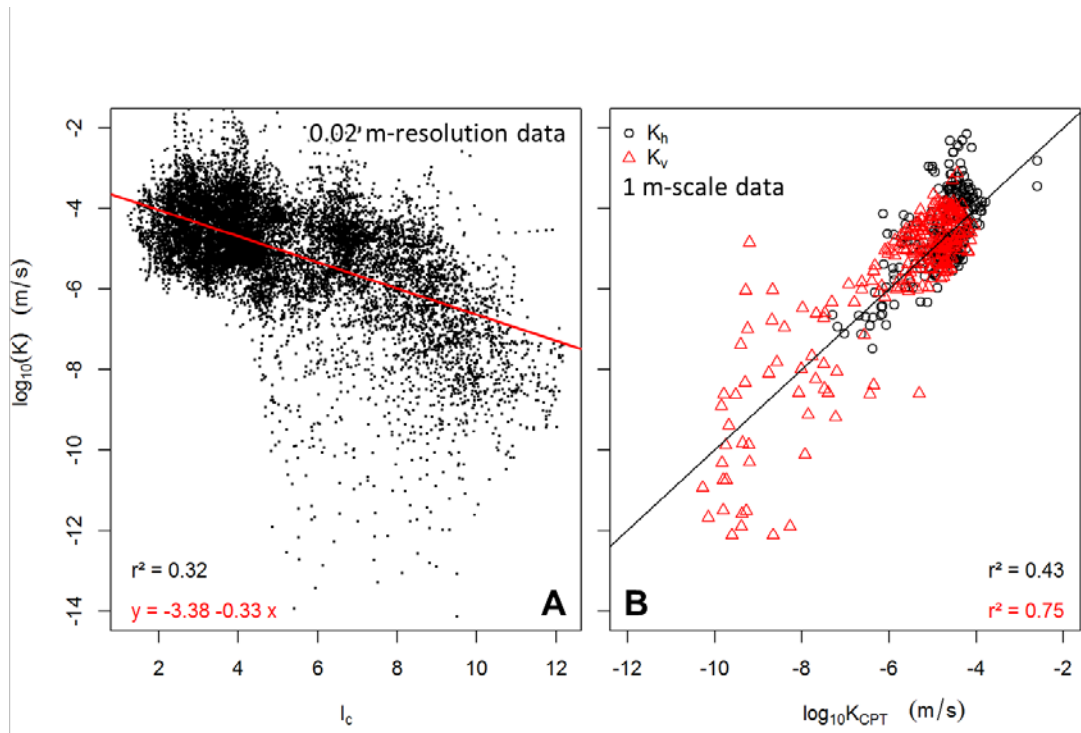 0.02 m-resolution data
log10(K) (m/s)
-2
-4
-6
-8
-10
-12
-14
r² = 0.32
y = -3.38 -0.33 x
A
2
4
6
8
10
12
Ic
Kh
Kv
1 m-scale data
r² = 0.43
r² = 0.75
B
-12
-10
-8
-6
-4
-2
log10KCPT (m/s)